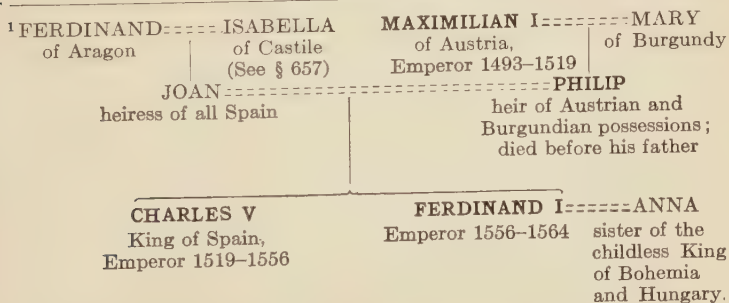 ¹ FERDINAND===== ISABELLA MAXIMILIAN I======MARY
of Aragon of Castile of Austria, of Burgundy
(See § 657) Emperor 1493–1519
JOAN==============================PHILIP
heiress of all Spain heir of Austrian and
Burgundian possessions;
died before his father
CHARLES V FERDINAND I======ANNA
King of Spain, Emperor 1556–1564 sister of the
Emperor 1519–1556 childless King
of Bohemia
and Hungary.